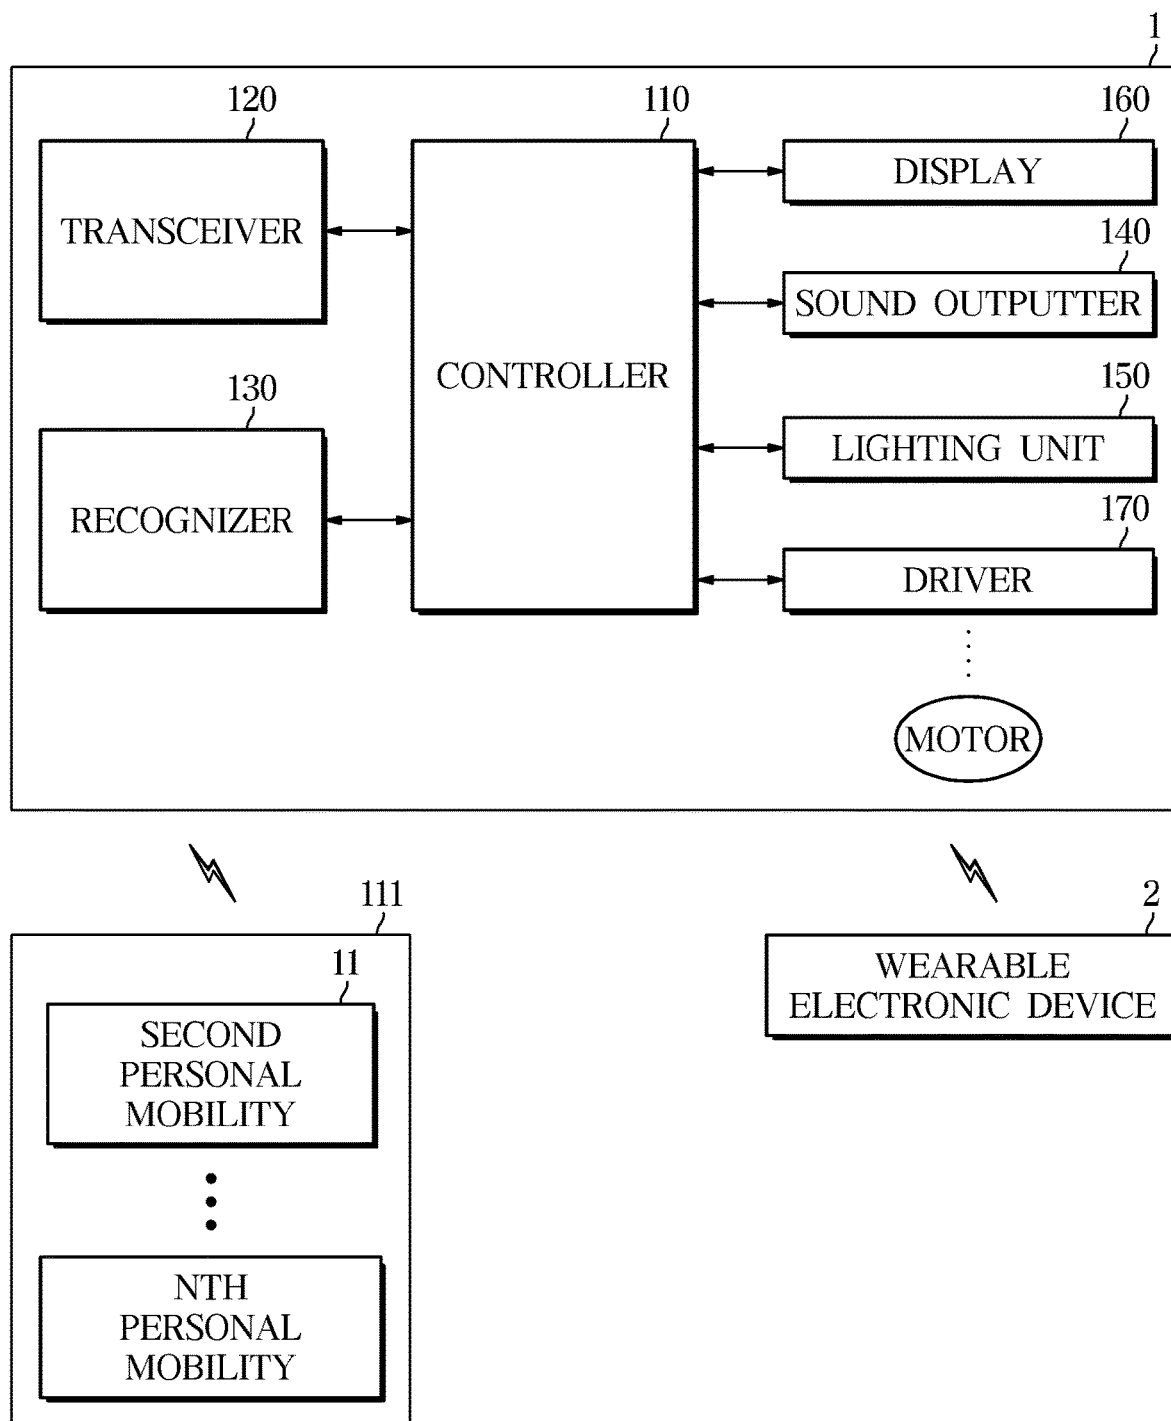 1
120
110
160
TRANSCEIVER
DISPLAY
140
SOUND OUTPUTTER
CONTROLLER
130
150
RECOGNIZER
LIGHTING UNIT
170
DRIVER
MOTOR
111
2
11
WEARABLE
ELECTRONIC DEVICE
SECOND
PERSONAL
MOBILITY
NTH
PERSONAL
MOBILITY